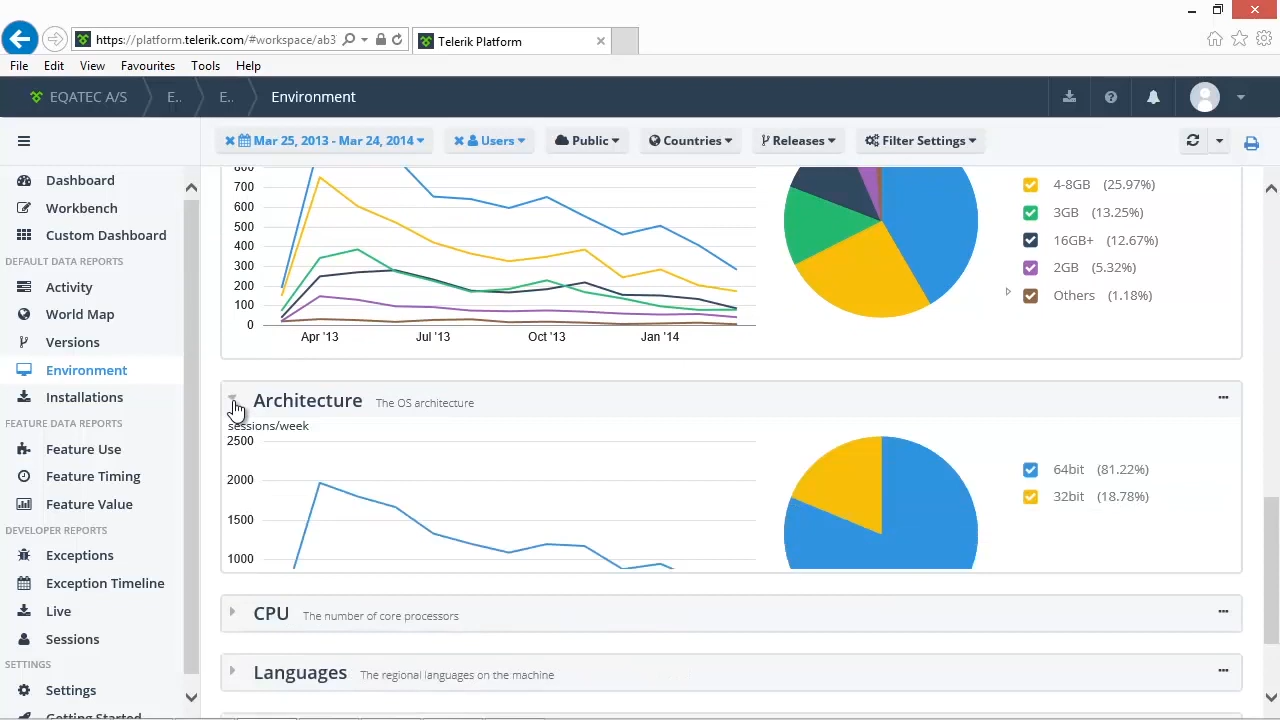 https://platform.telerik.com/#workspace/ab3
Telerik Platform
File Edit View Favourites Tools Help
EQATEC A/S E.. E.. Environment
Mar 25, 2013 - Mar 24, 2014 Users Public Countries Releases Filter Settings
Dashboard
Workbench
Custom Dashboard
DEFAULT DATA REPORTS
Activity
World Map
Versions
Environment
Installations
FEATURE DATA REPORTS
Feature Use
Feature Timing
Feature Value
DEVELOPER REPORTS
Exceptions
Exception Timeline
Live
Sessions
SETTINGS
Settings
Getting Started
800
700
600
500
400
300
200
100
0
Apr '13 Jul '13 Oct '13 Jan '14
4-8GB (25.97%)
3GB (13.25%)
16GB+ (12.67%)
2GB (5.32%)
Others (1.18%)
Architecture The OS architecture
sessions/week
2500
2000
1500
1000
64bit (81.22%)
32bit (18.78%)
CPU The number of core processors
Languages The regional languages on the machine